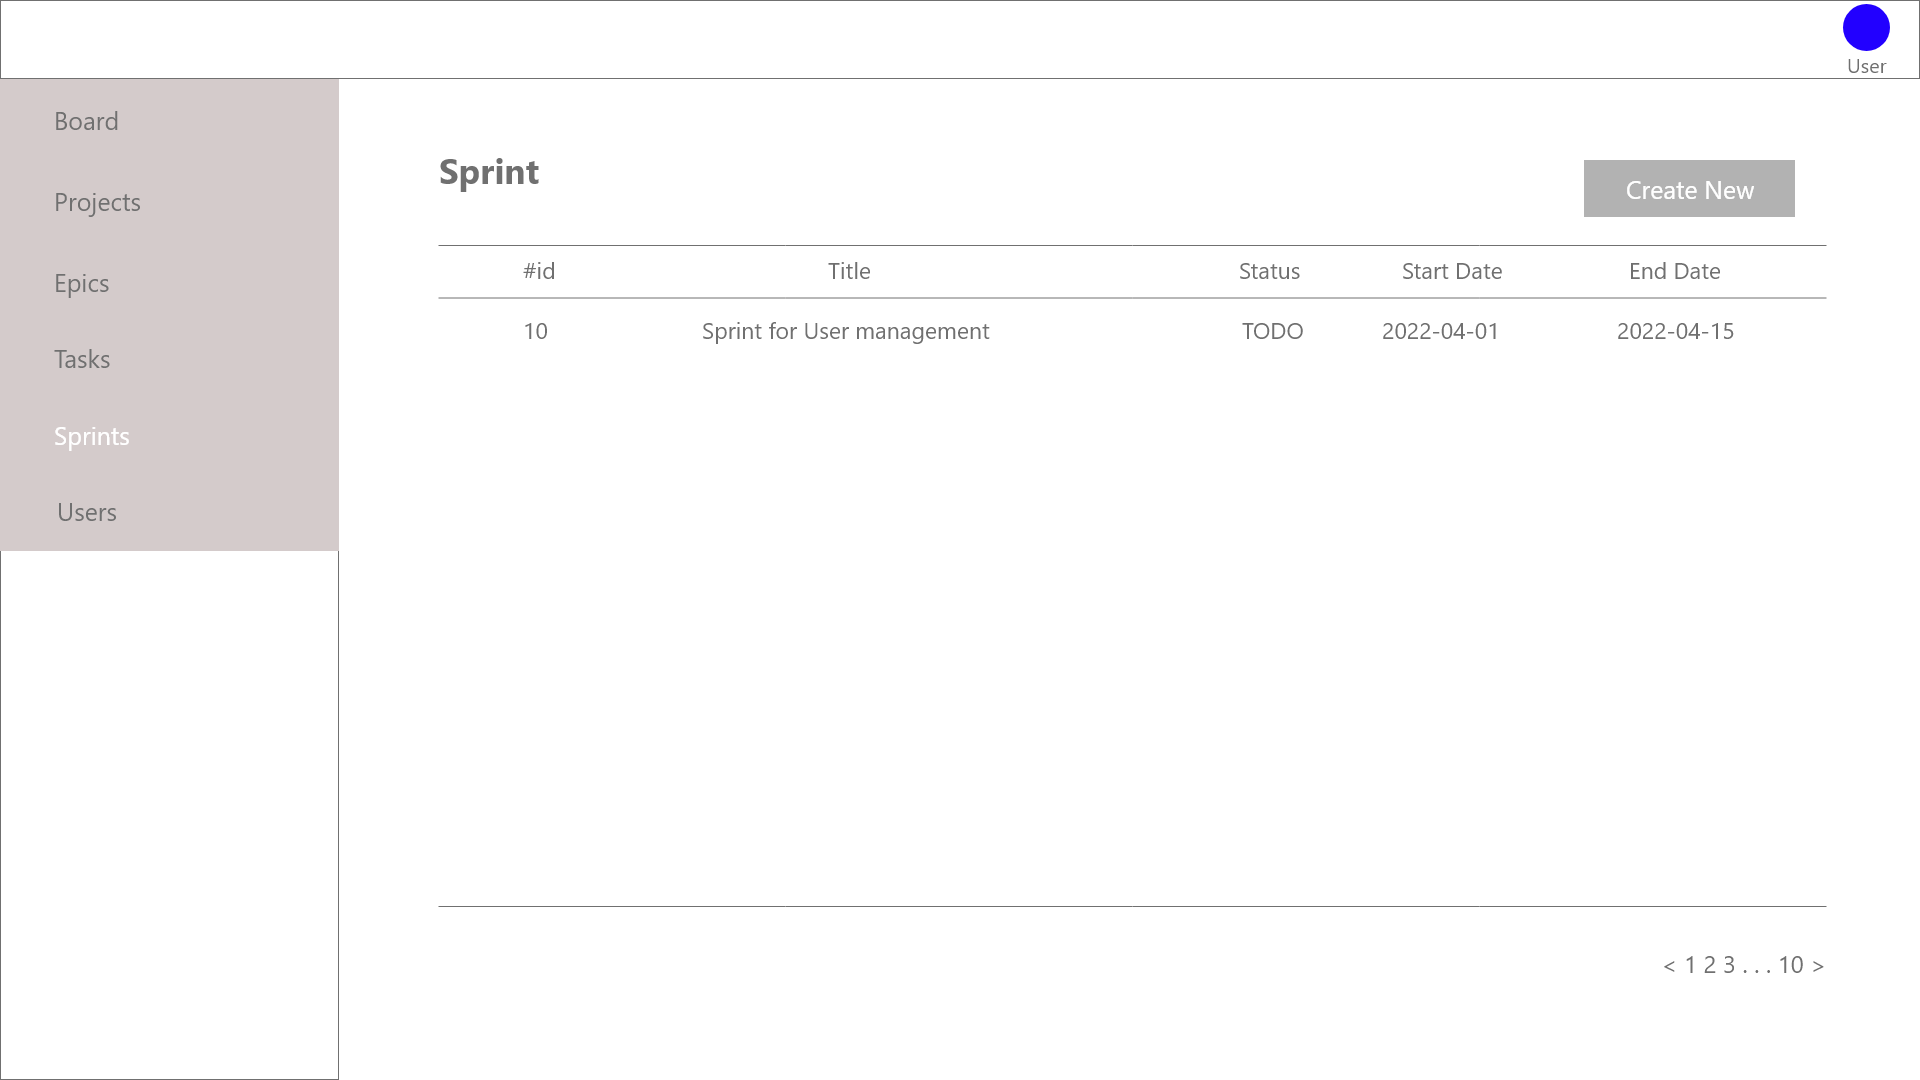 User
Board
Projects
Epics
Tasks
Sprints
Users
Sprint
Create New
#id Title Status Start Date End Date
10 Sprint for User management TODO 2022-04-01 2022-04-15
< 1 2 3 . . . 10 >